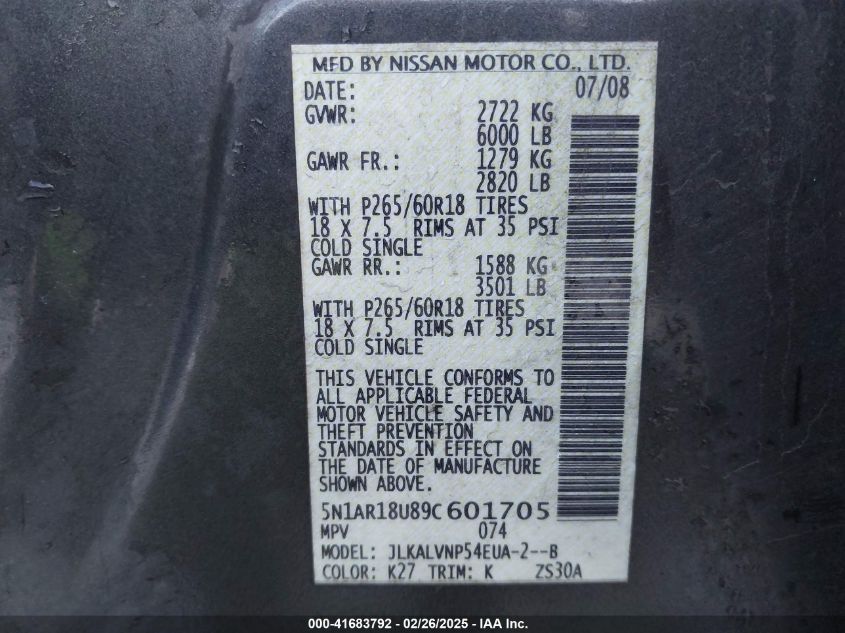 MFD BY NISSAN MOTOR CO., LTD.
DATE: 07/08
GVWR: 2722 KG
6000 LB
GAWR FR.: 1279 KG
2820 LB
WITH P265/60R18 TIRES
18 X 7.5 RIMS AT 35 PSI
COLD SINGLE
GAWR RR.: 1588 KG
3501 LB
WITH P265/60R18 TIRES
18 X 7.5 RIMS AT 35 PSI
COLD SINGLE
THIS VEHICLE CONFORMS TO
ALL APPLICABLE FEDERAL
MOTOR VEHICLE SAFETY AND
THEFT PREVENTION
STANDARDS IN EFFECT ON
THE DATE OF MANUFACTURE
SHOWN ABOVE.
5N1AR18U89C601705
MPV 074
MODEL: JLKALVNP54EUA-2--B
COLOR: K27 TRIM: K ZS30A
000-41683792 – 02/26/2025 – IAA Inc.